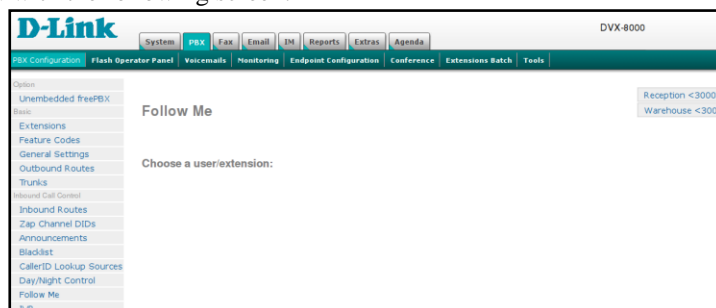 D-Link
DVX-8000
System PBX Fax Email IM Reports Extras Agenda
PBX Configuration Flash Operator Panel Voicemails Monitoring Endpoint Configuration Conference Extensions Batch Tools
Option
Unembedded freePBX
Basic
Extensions
Feature Codes
General Settings
Outbound Routes
Trunks
Inbound Call Control
Inbound Routes
Zap Channel DIDs
Announcements
Blacklist
CallerID Lookup Sources
Day/Night Control
Follow Me
Follow Me
Choose a user/extension:
Reception <3000
Warehouse <300